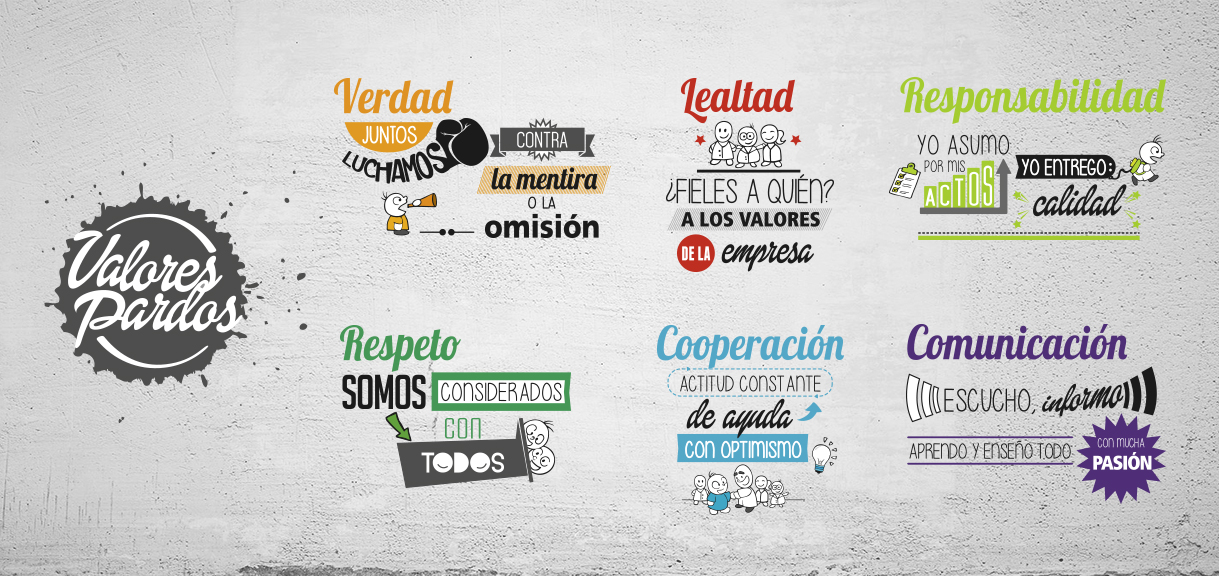 Valores
Pardos
Verdad
JUNTOS
LUCHAMOS
CONTRA
la mentira
O LA
omisión
Lealtad
¿FIELES A QUIÉN?
A LOS VALORES
DE LA empresa
Responsabilidad
YO ASUMO
POR MIS
ACTOS
YO ENTREGO:
calidad
Respeto
SOMOS CONSIDERADOS
CON
TODOS
Cooperación
ACTITUD CONSTANTE
de ayuda
CON OPTIMISMO
Comunicación
ESCUCHO, informo
APRENDO Y ENSEÑO TODO
CON MUCHA
PASIÓN